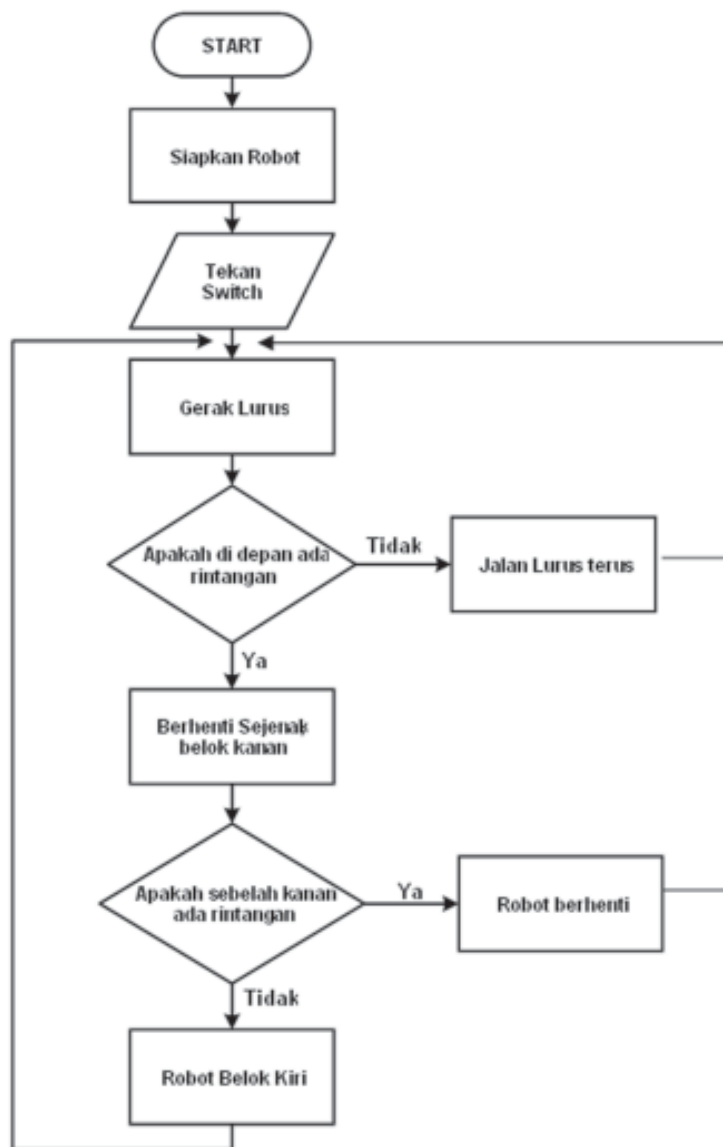 START
Siapkan Robot
Tekan
Switch
Gerak Lurus
Apakah di depan ada
rintangan
Tidak
Jalan Lurus terus
Ya
Berhenti Sejenak
belok kanan
Apakah sebelah kanan
ada rintangan
Ya
Robot berhenti
Tidak
Robot Belok Kiri